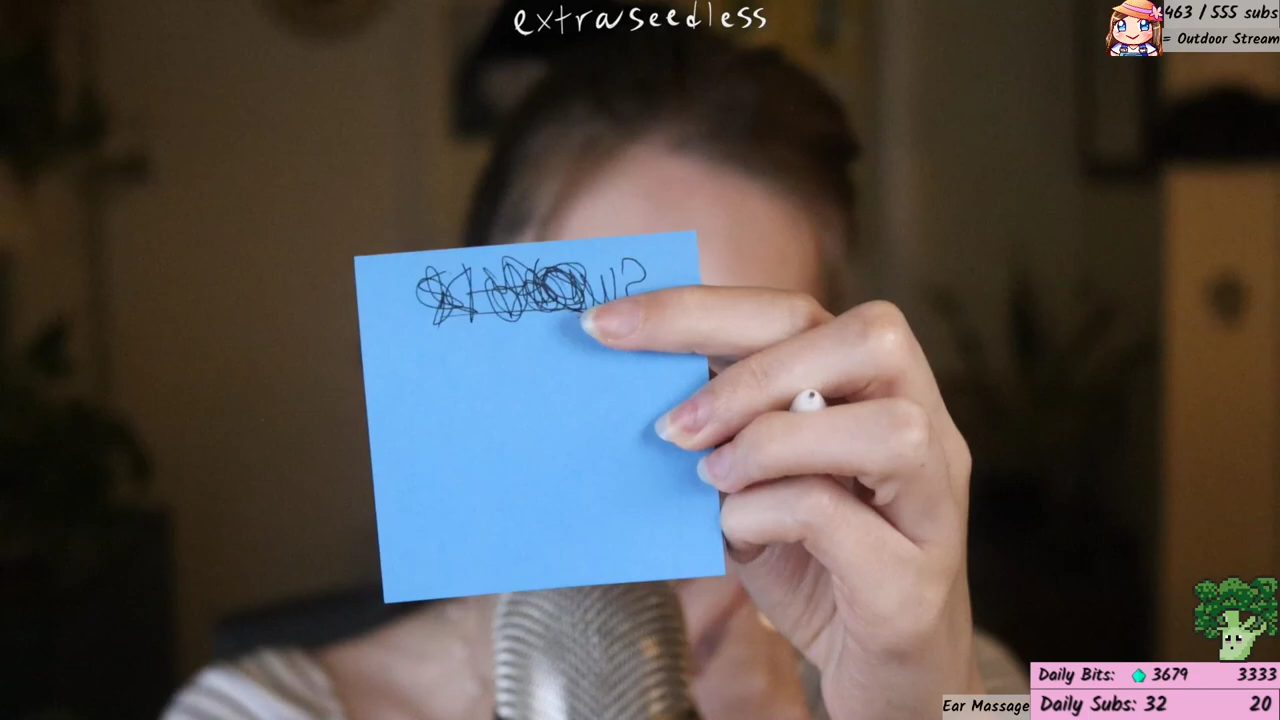 extraseedless
463 / 555 subs
= Outdoor Stream
Daily Bits: 3679 3333
Daily Subs: 32 20
Ear Massage